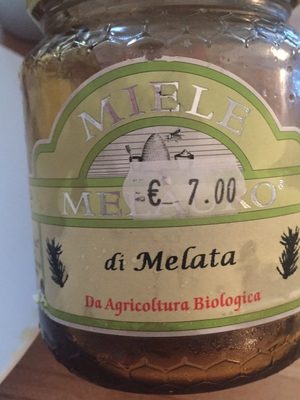 MIELE
€ 7.00
di Melata
Da Agricoltura Biologica